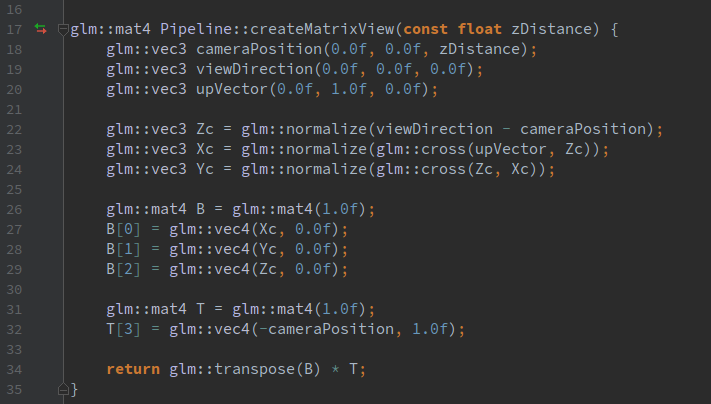 16
17 glm::mat4 Pipeline::createMatrixView(const float zDistance) {
18     glm::vec3 cameraPosition(0.0f, 0.0f, zDistance);
19     glm::vec3 viewDirection(0.0f, 0.0f, 0.0f);
20     glm::vec3 upVector(0.0f, 1.0f, 0.0f);
21
22     glm::vec3 Zc = glm::normalize(viewDirection - cameraPosition);
23     glm::vec3 Xc = glm::normalize(glm::cross(upVector, Zc));
24     glm::vec3 Yc = glm::normalize(glm::cross(Zc, Xc));
25
26     glm::mat4 B = glm::mat4(1.0f);
27     B[0] = glm::vec4(Xc, 0.0f);
28     B[1] = glm::vec4(Yc, 0.0f);
29     B[2] = glm::vec4(Zc, 0.0f);
30
31     glm::mat4 T = glm::mat4(1.0f);
32     T[3] = glm::vec4(-cameraPosition, 1.0f);
33
34     return glm::transpose(B) * T;
35 }